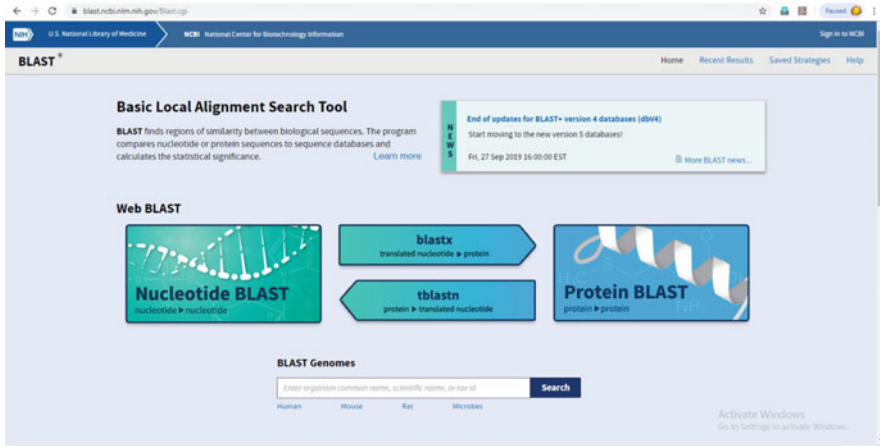 blast.ncbi.nlm.nih.gov/Blast.cgi
Paused
NIH U.S. National Library of Medicine NCBI National Center for Biotechnology Information
Sign in to NCBI
BLAST ®
Home Recent Results Saved Strategies Help
Basic Local Alignment Search Tool
BLAST finds regions of similarity between biological sequences. The program
compares nucleotide or protein sequences to sequence databases and
calculates the statistical significance.
Learn more
NEWS
End of updates for BLAST+ version 4 databases (dbV4)
Start moving to the new version 5 databases!
Fri, 27 Sep 2019 16:00:00 EST
More BLAST news...
Web BLAST
Nucleotide BLAST
nucleotide ▶ nucleotide
blastx
translated nucleotide ▶ protein
tblastn
protein ▶ translated nucleotide
Protein BLAST
protein ▶ protein
BLAST Genomes
Enter organism common name, scientific name, or tax id
Search
Human Mouse Rat Microbes
Activate Windows
Go to Settings to activate Windows.